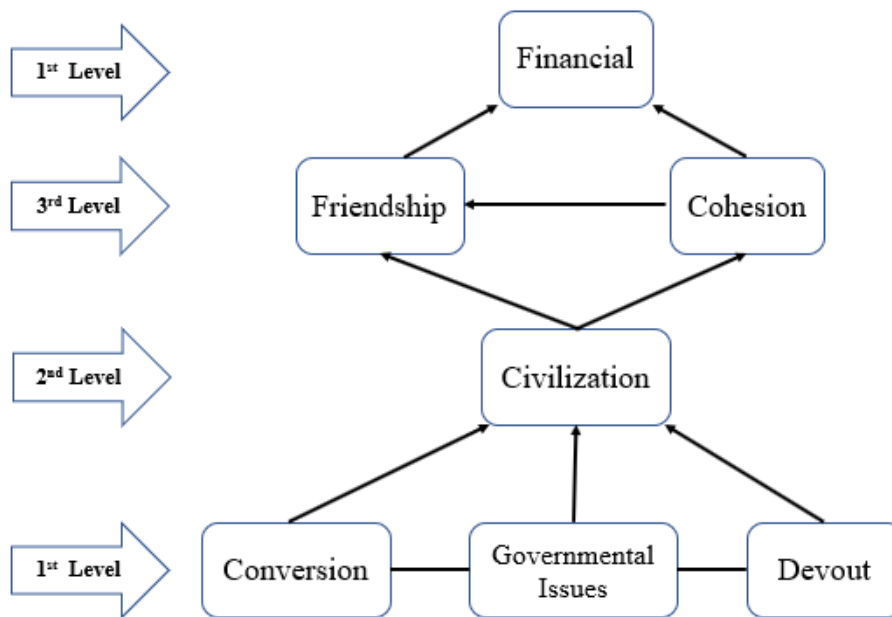 1st Level
Financial
3rd Level
Friendship
Cohesion
2nd Level
Civilization
1st Level
Conversion
Governmental
Issues
Devout